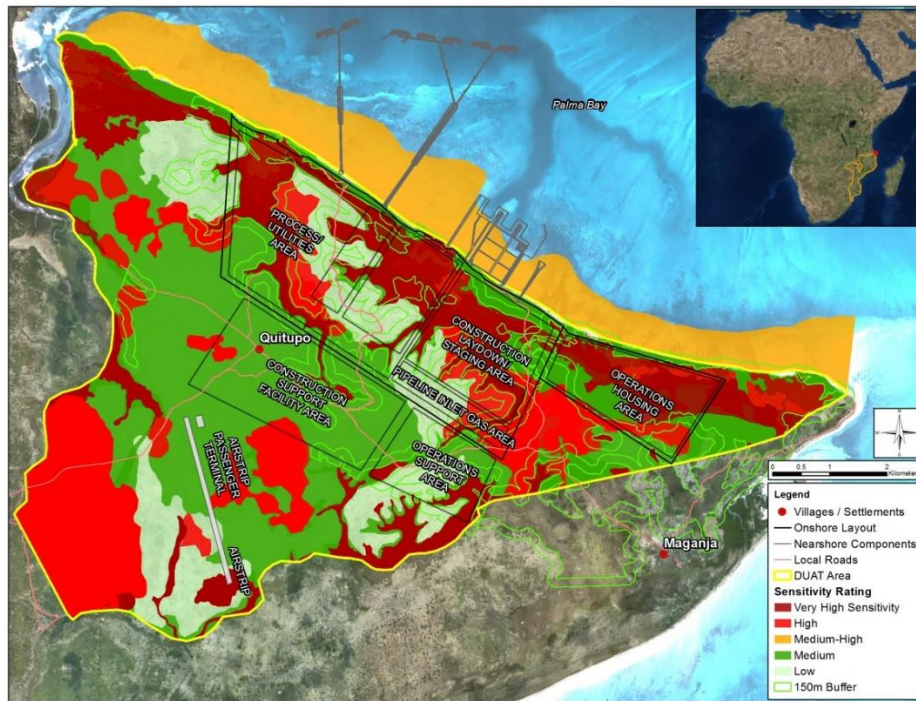 Palma Bay
PROCESS/
UTILITIES
AREA
Quitupo
CONSTRUCTION
SUPPORT
FACILITY AREA
CONSTRUCTION
LAYDOWN/
STAGING AREA
PIPELINE INLET GAS AREA
OPERATIONS
HOUSING
AREA
OPERATIONS
SUPPORT
AREA
AIRSTRIP
PASSENGER
TERMINAL
AIRSTRIP
Maganja
0 0.5 1 2
Kilometer
Legend
Villages / Settlements
Onshore Layout
Nearshore Components
Local Roads
DUAT Area
Sensitivity Rating
Very High Sensitivity
High
Medium-High
Medium
Low
150m Buffer